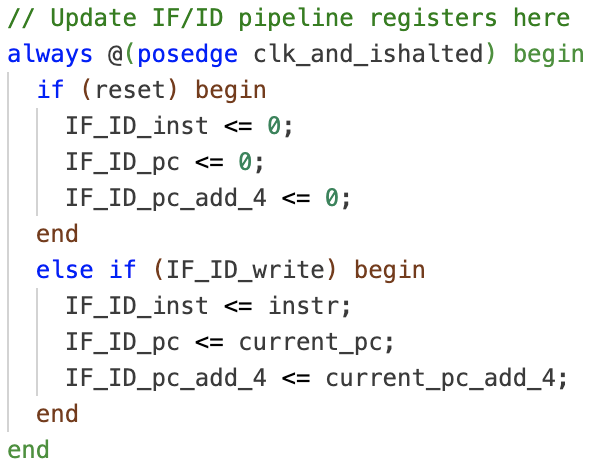 // Update IF/ID pipeline registers here
always @(posedge clk_and_ishalted) begin
if (reset) begin
IF_ID_inst <= 0;
IF_ID_pc <= 0;
IF_ID_pc_add_4 <= 0;
end
else if (IF_ID_write) begin
IF_ID_inst <= instr;
IF_ID_pc <= current_pc;
IF_ID_pc_add_4 <= current_pc_add_4;
end
end